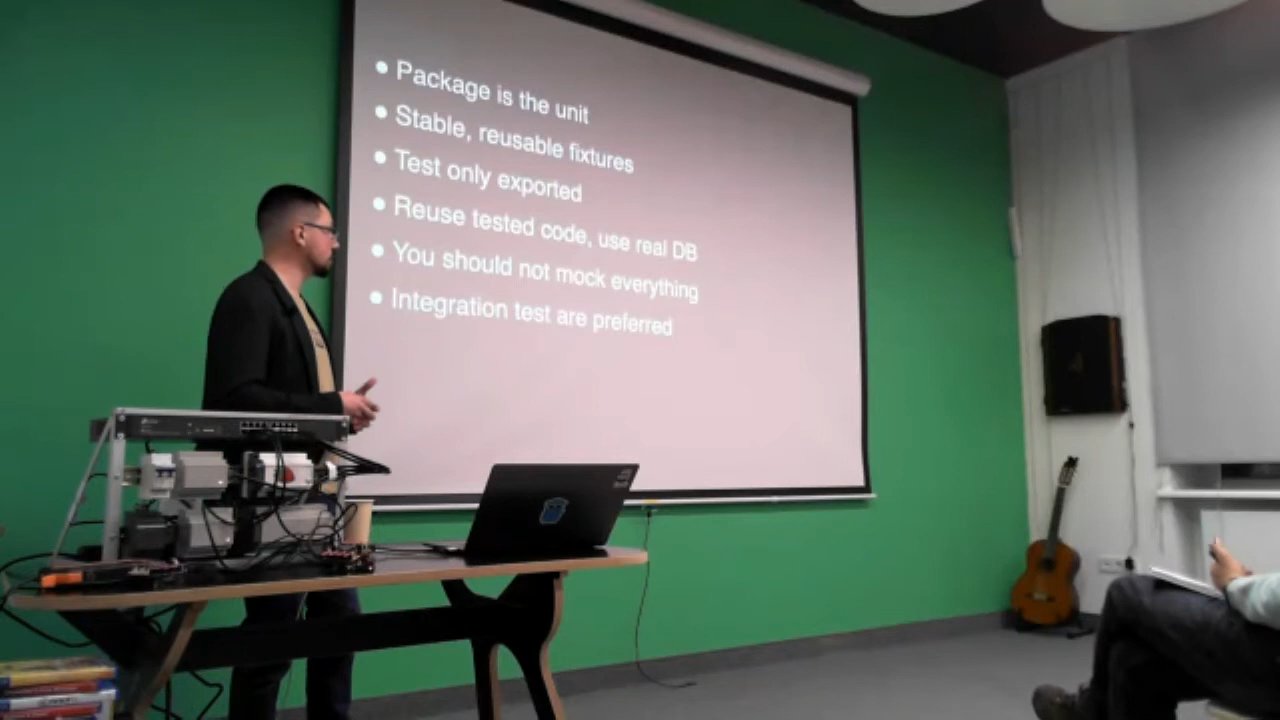 • Package is the unit
• Stable, reusable fixtures
• Test only exported
• Reuse tested code, use real DB
• You should not mock everything
• Integration test are preferred